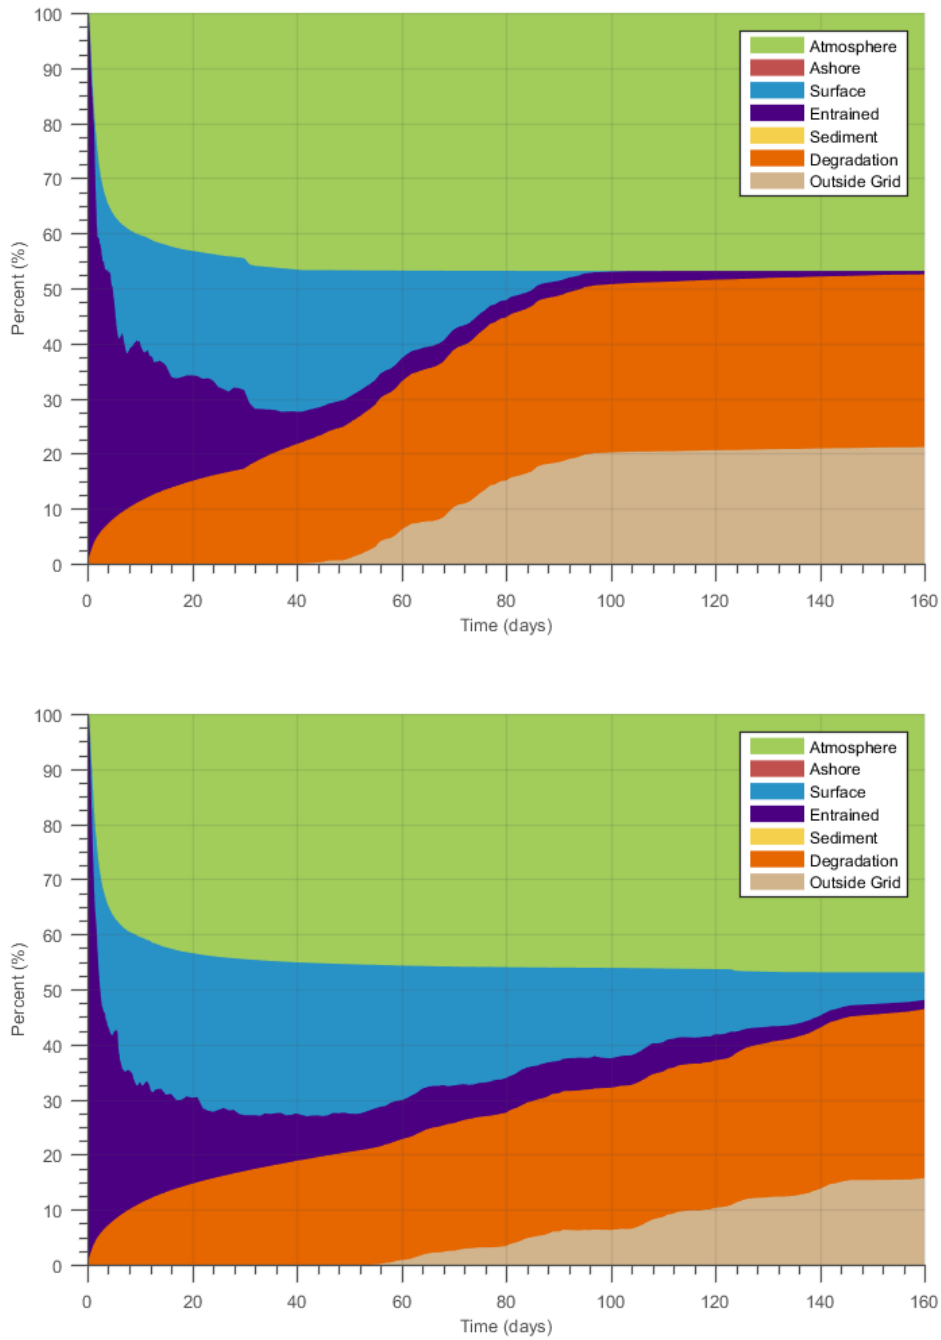 100
90
80
70
60
50
40
30
20
10
0
Percent (%)
Atmosphere
Ashore
Surface
Entrained
Sediment
Degradation
Outside Grid
0 20 40 60 80 100 120 140 160
Time (days)
100
90
80
70
60
50
40
30
20
10
0
Percent (%)
Atmosphere
Ashore
Surface
Entrained
Sediment
Degradation
Outside Grid
0 20 40 60 80 100 120 140 160
Time (days)